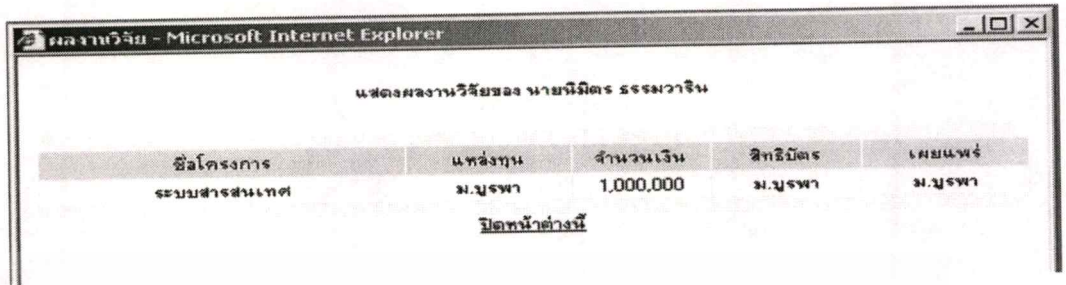 ผลงานวิจัย - Microsoft Internet Explorer
แสดงผลงานวิจัยของ นายนิมิตร ธรรมวาริน
ชื่อโครงการ แหล่งทุน จำนวนเงิน สิทธิบัตร เผยแพร่
ระบบสารสนเทศ ม.บูรพา 1,000,000 ม.บูรพา ม.บูรพา
ปิดหน้าต่างนี้